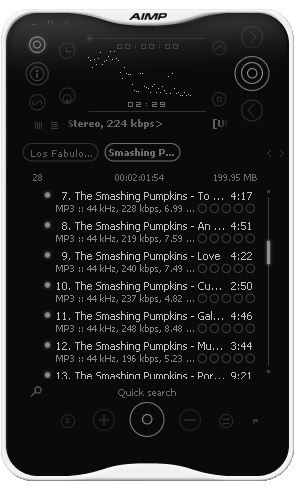 AIMP
00:00:00
02:29
Stereo, 224 kbps> [U
Los Fabulo... Smashing P...
28 00:02:01:54 199.95 MB
7. The Smashing Pumpkins - To ... 4:17
MP3 :: 44 kHz, 228 kbps, 6.99 ...
8. The Smashing Pumpkins - An ... 4:51
MP3 :: 44 kHz, 219 kbps, 7.59 ...
9. The Smashing Pumpkins - Love 4:22
MP3 :: 44 kHz, 240 kbps, 7.49 ...
10. The Smashing Pumpkins - Cu... 2:50
MP3 :: 44 kHz, 237 kbps, 4.82 ...
11. The Smashing Pumpkins - Gal... 4:46
MP3 :: 44 kHz, 248 kbps, 8.48 ...
12. The Smashing Pumpkins - Mu... 3:44
MP3 :: 44 kHz, 196 kbps, 5.23 ...
13. The Smashing Pumpkins - Por... 9:21
Quick search